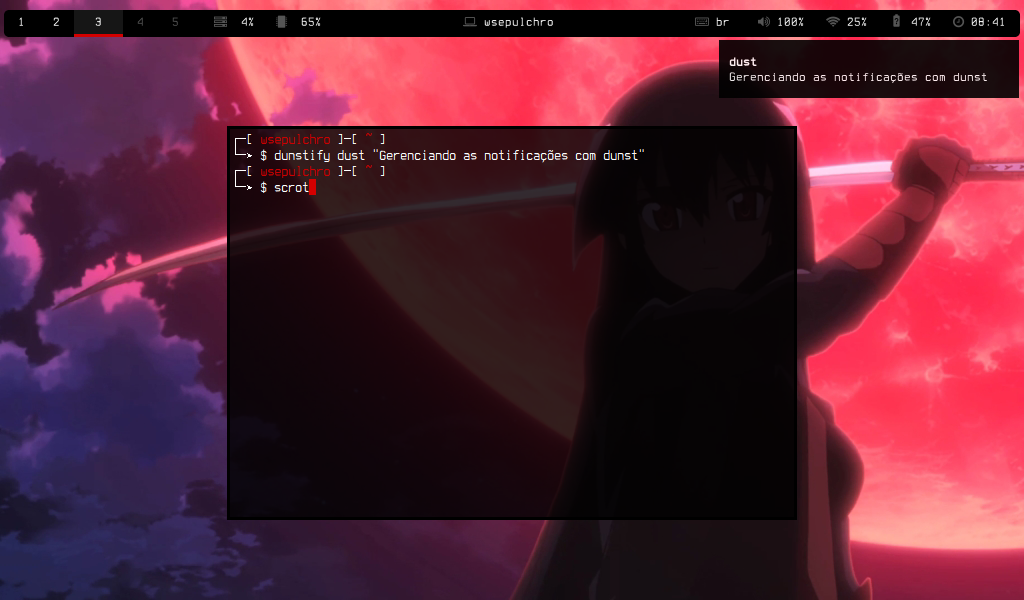 1 2 3 4 5 4% 65% wsepulchro br 100% 25% 47% 08:41
dust
Gerenciando as notificações com dunst
[ wsepulchro ]-[ ~ ]
$ dunstify dust "Gerenciando as notificações com dunst"
[ wsepulchro ]-[ ~ ]
$ scrot